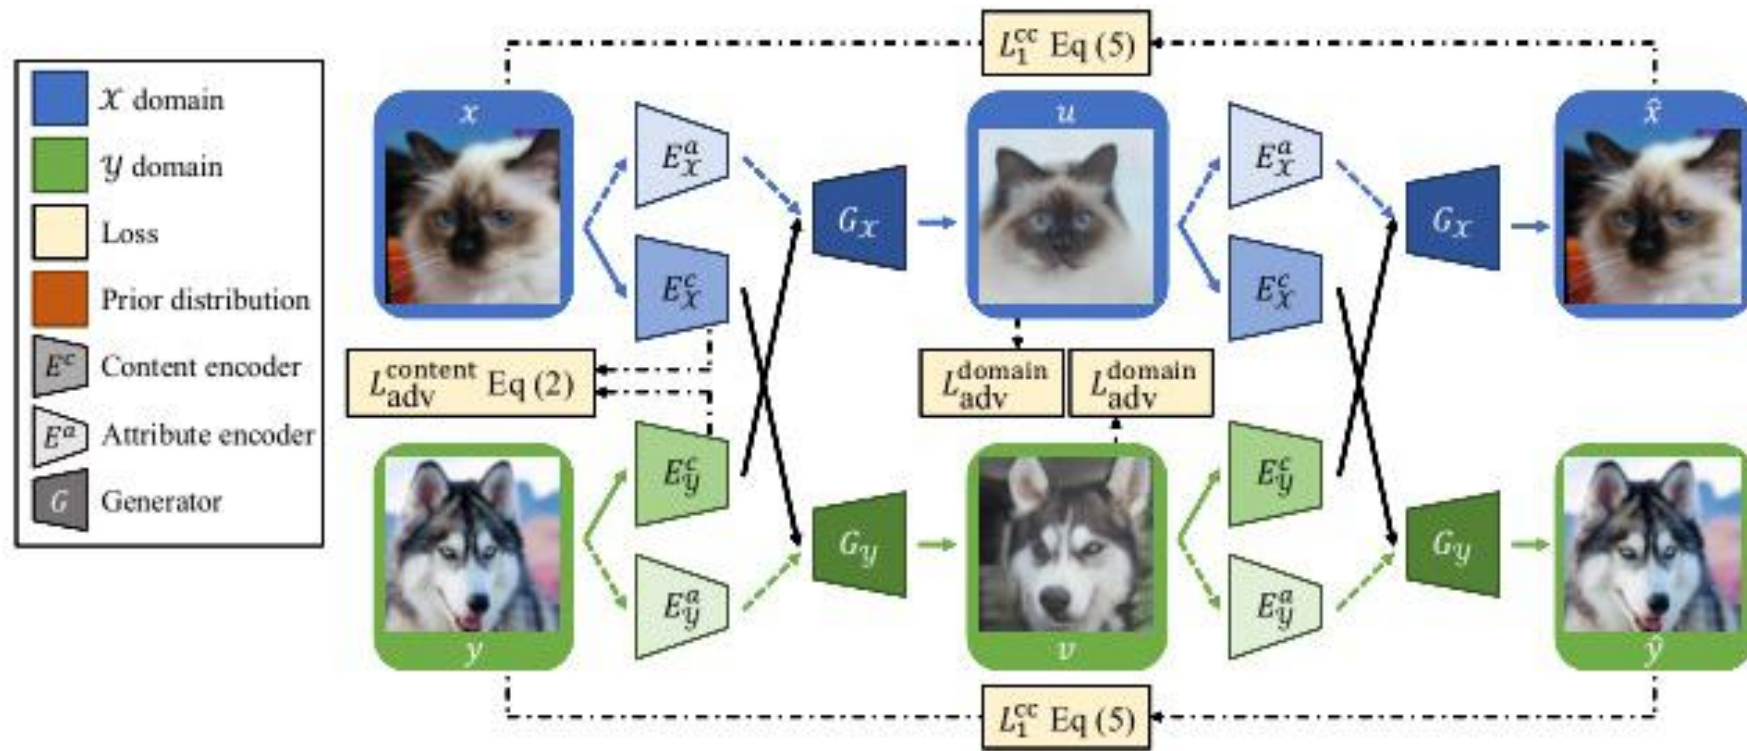 𝒳 domain
𝒴 domain
Loss
Prior distribution
E^c Content encoder
E^a Attribute encoder
G Generator
L_1^cc Eq (5)
x
E_𝒳^a
G_𝒳
u
E_𝒳^a
G_𝒳
x̂
E_𝒳^c
E_𝒳^c
L_adv^content Eq (2)
L_adv^domain
L_adv^domain
E_𝒴^c
E_𝒴^c
G_𝒴
G_𝒴
E_𝒴^a
E_𝒴^a
y
v
ŷ
L_1^cc Eq (5)